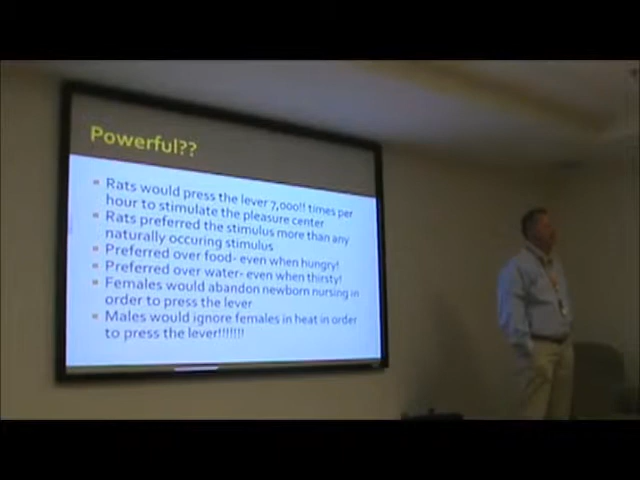 Powerful??
Rats would press the lever 7,000!! times per
hour to stimulate the pleasure center
Rats preferred the stimulus more than any
naturally occuring stimulus
Preferred over food- even when hungry!
Preferred over water- even when thirsty!
Females would abandon newborn nursing in
order to press the lever
Males would ignore females in heat in order
to press the lever!!!!!!!